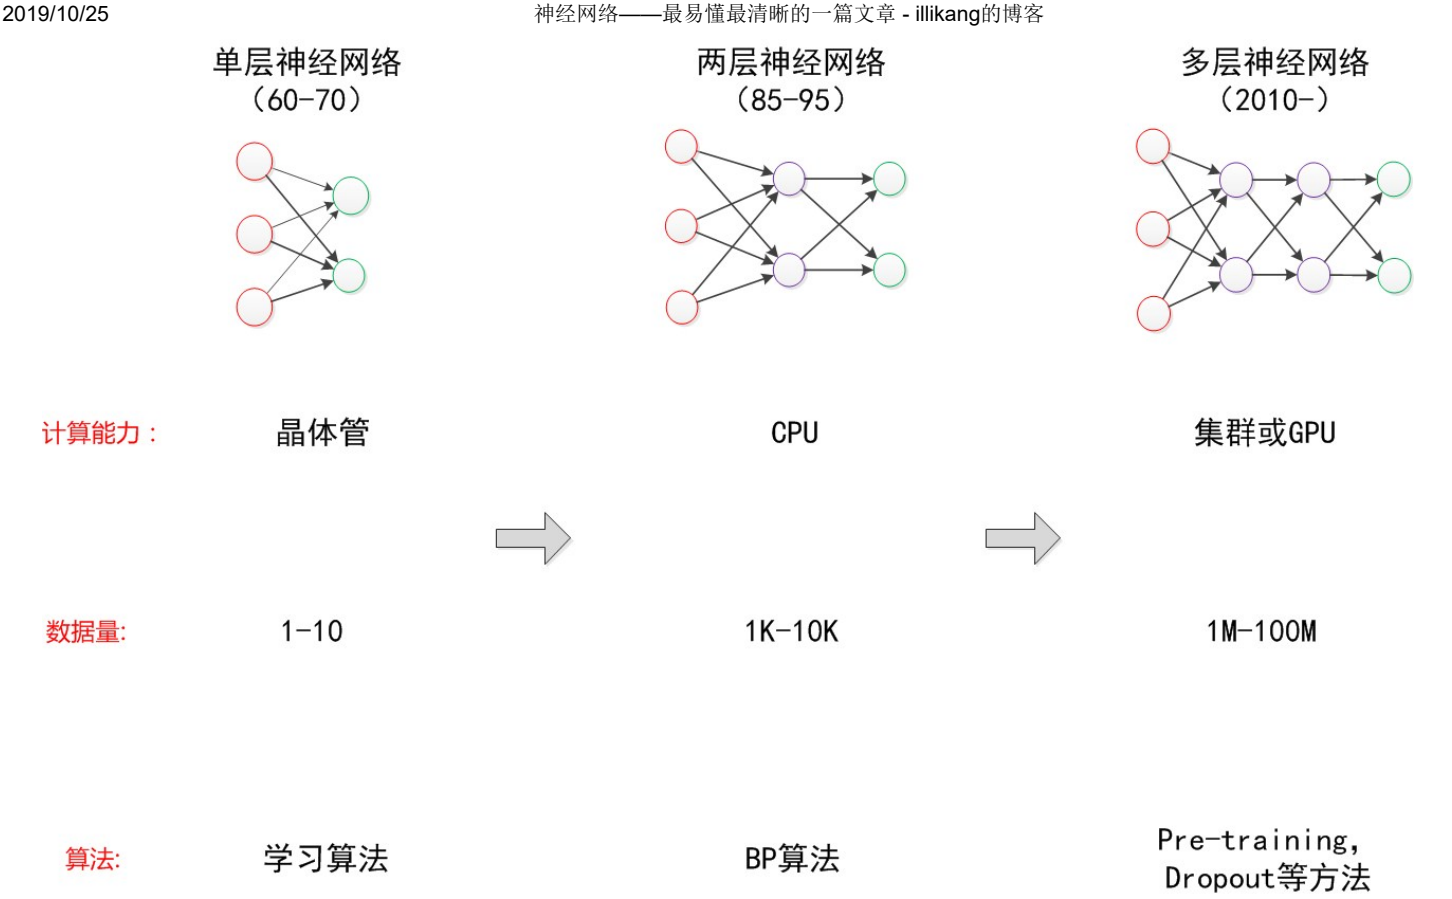 2019/10/25
神经网络——最易懂最清晰的一篇文章 - illikang的博客
单层神经网络
（60-70）
两层神经网络
（85-95）
多层神经网络
（2010-）
计算能力：
晶体管
CPU
集群或GPU
数据量:
1-10
1K-10K
1M-100M
算法:
学习算法
BP算法
Pre-training,
Dropout等方法